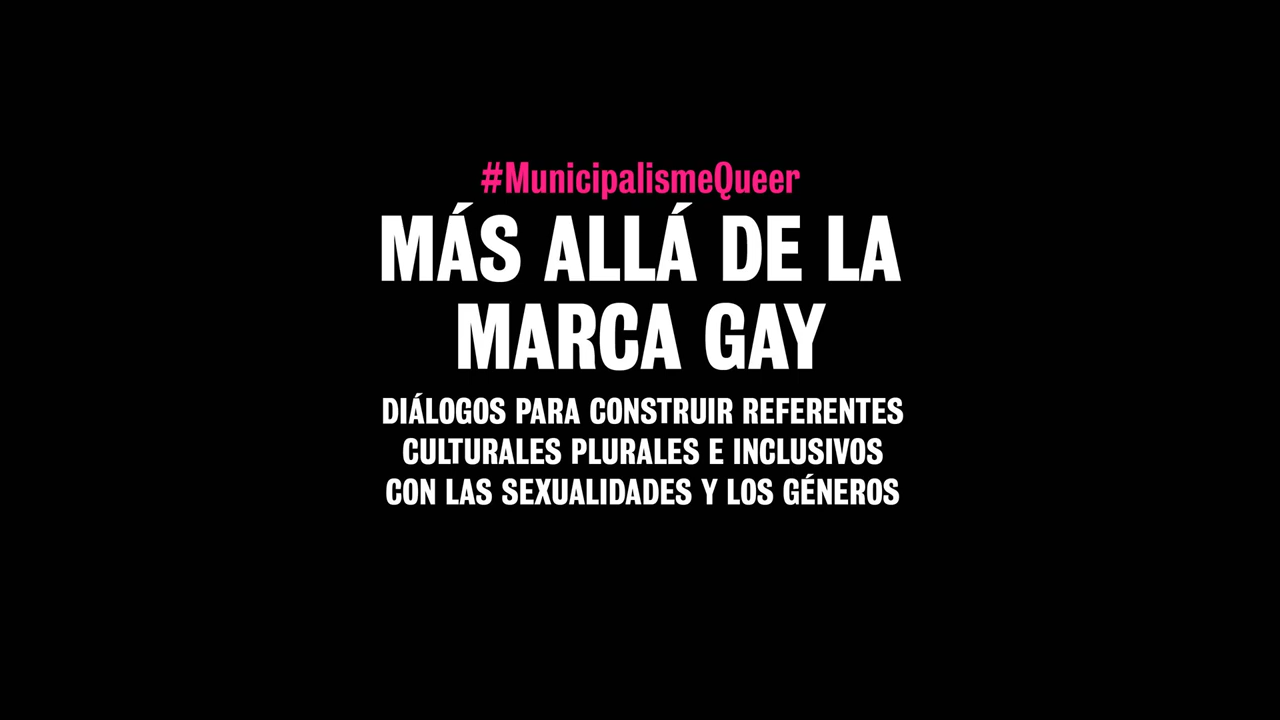 #MunicipalismeQueer
MÁS ALLÁ DE LA
MARCA GAY
DIÁLOGOS PARA CONSTRUIR REFERENTES
CULTURALES PLURALES E INCLUSIVOS
CON LAS SEXUALIDADES Y LOS GÉNEROS